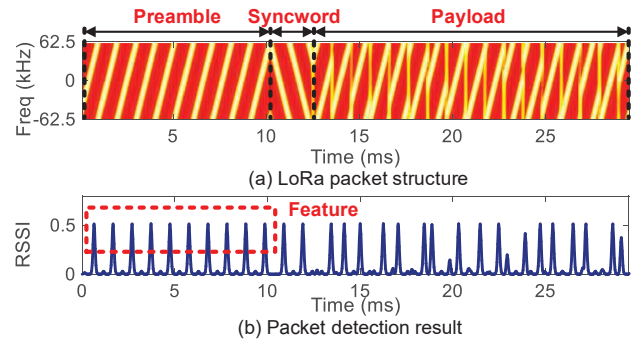 Preamble Syncword Payload
62.5
0
-62.5
Freq (kHz)
5 10 15 20 25
Time (ms)
(a) LoRa packet structure
Feature
0.5
0
RSSI
0 5 10 15 20 25
Time (ms)
(b) Packet detection result